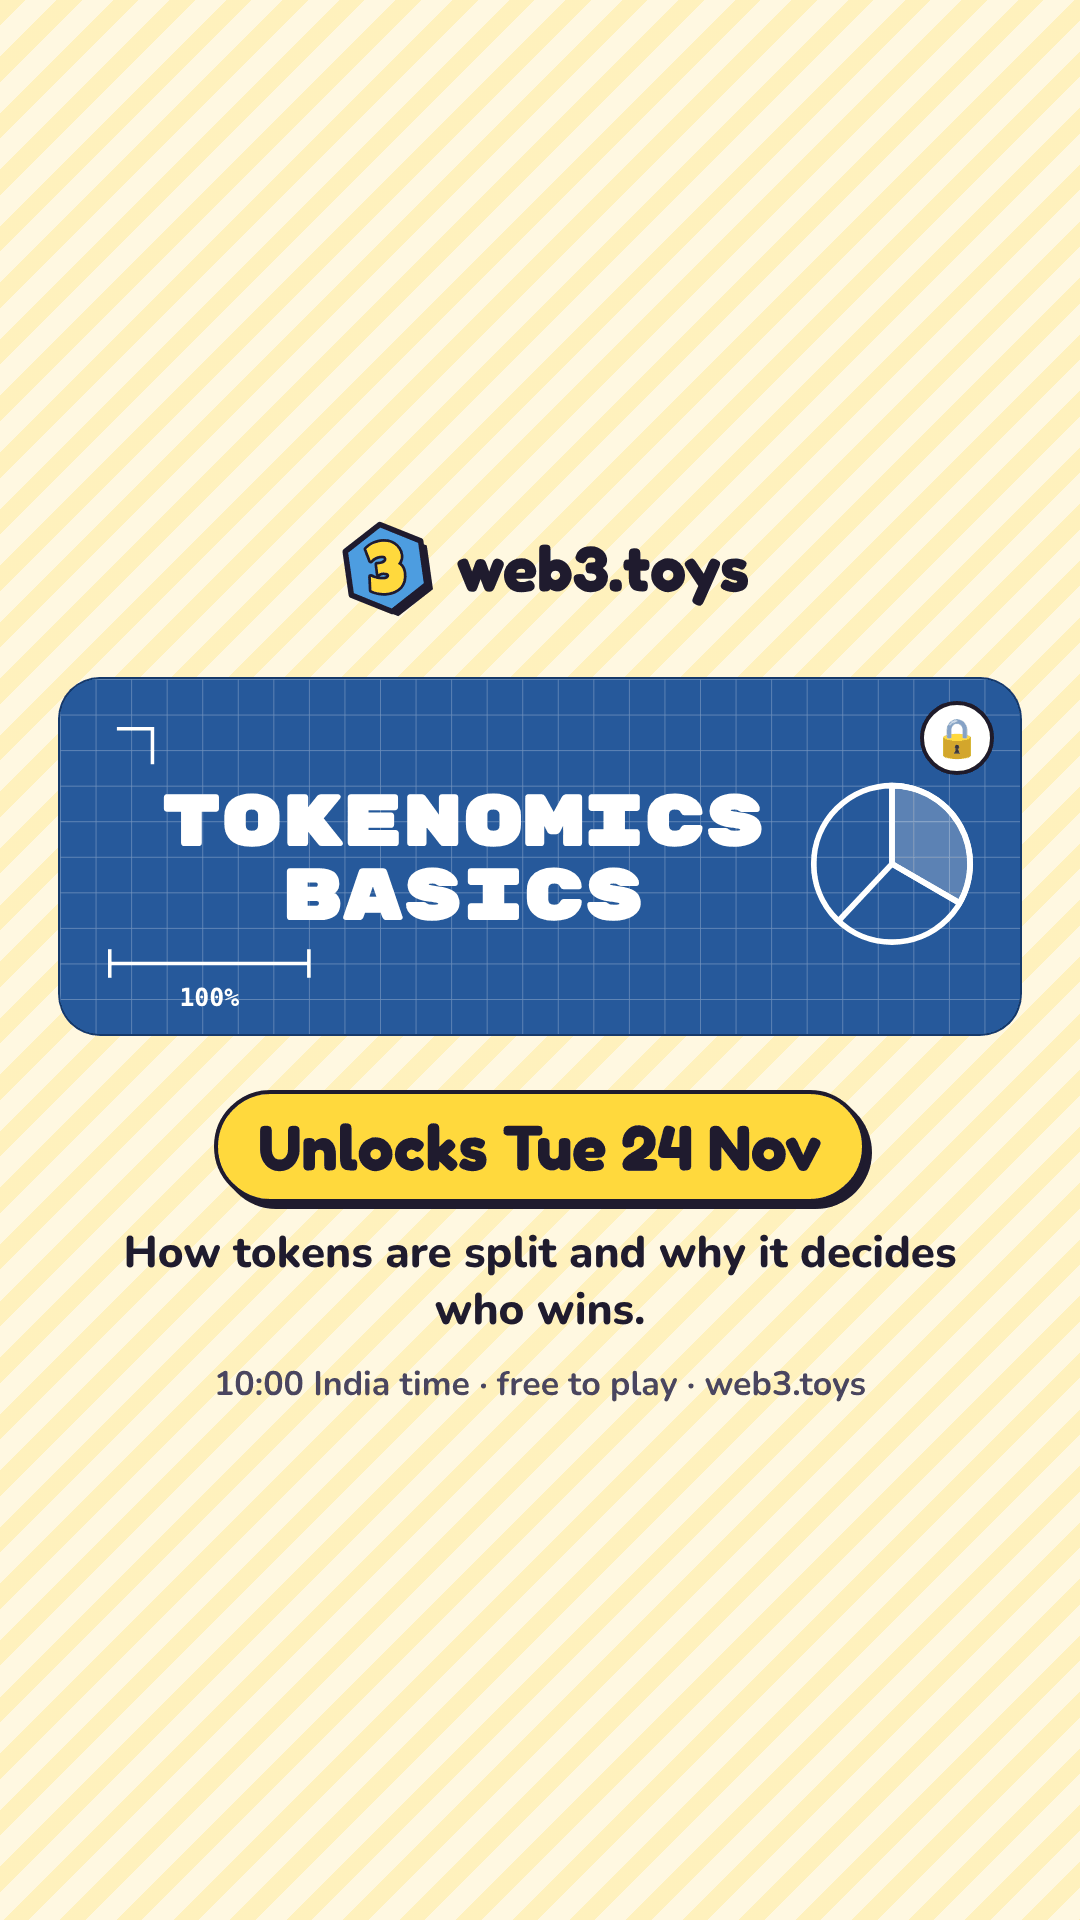 3 web3.toys
TOKENOMICS
BASICS
100%
Unlocks Tue 24 Nov
How tokens are split and why it decides
who wins.
10:00 India time · free to play · web3.toys